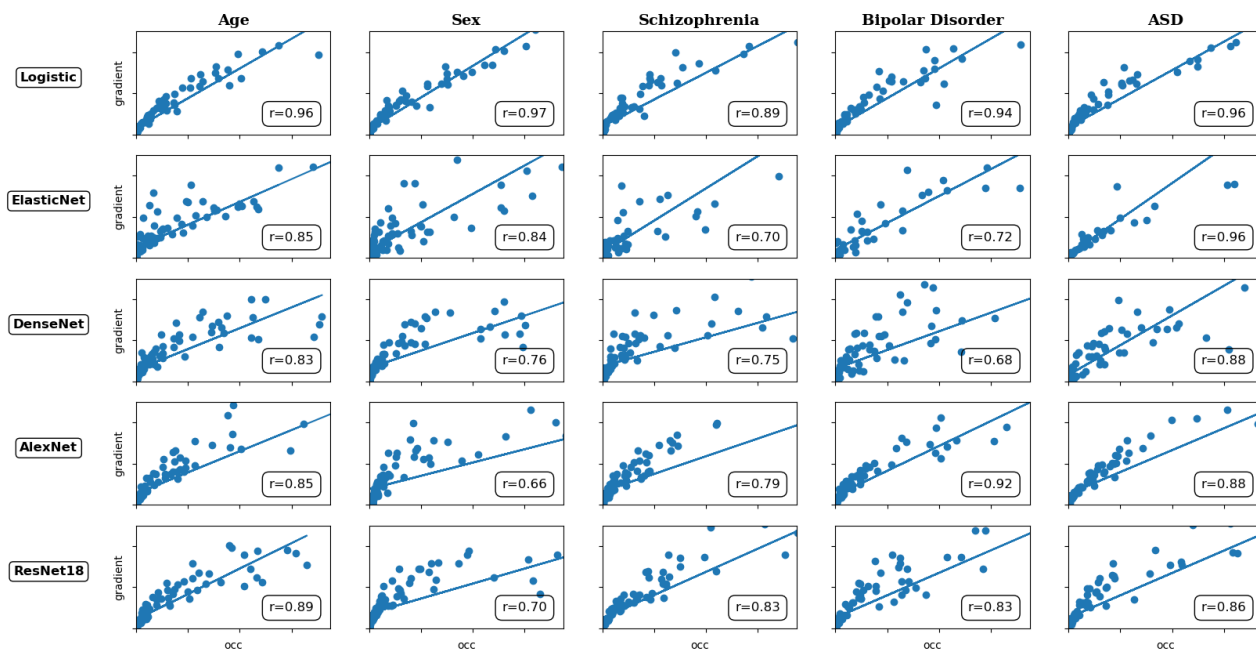 Age Sex Schizophrenia Bipolar Disorder ASD
Logistic gradient r=0.96 r=0.97 r=0.89 r=0.94 r=0.96
ElasticNet gradient r=0.85 r=0.84 r=0.70 r=0.72 r=0.96
DenseNet gradient r=0.83 r=0.76 r=0.75 r=0.68 r=0.88
AlexNet gradient r=0.85 r=0.66 r=0.79 r=0.92 r=0.88
ResNet18 gradient r=0.89 r=0.70 r=0.83 r=0.83 r=0.86
occ occ occ occ occ